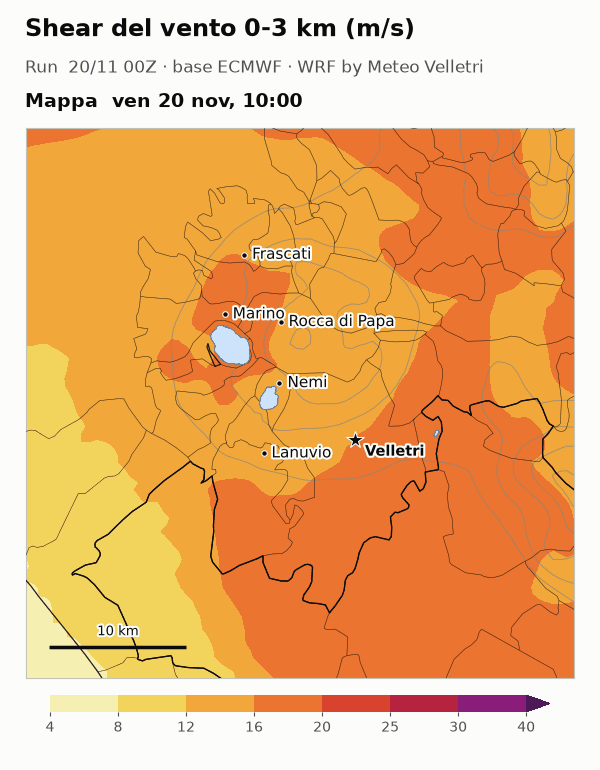 Shear del vento 0-3 km (m/s)
Run  20/11 00Z · base ECMWF · WRF by Meteo Velletri
Mappa  ven 20 nov, 10:00
Frascati
Marino
Rocca di Papa
Nemi
Velletri
Lanuvio
10 km
4 8 12 16 20 25 30 40